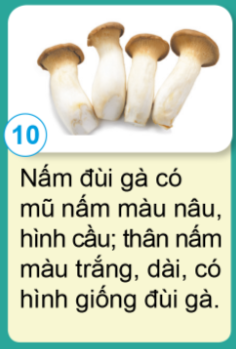 10
Nấm đùi gà có
mũ nấm màu nâu,
hình cầu; thân nấm
màu trắng, dài, có
hình giống đùi gà.